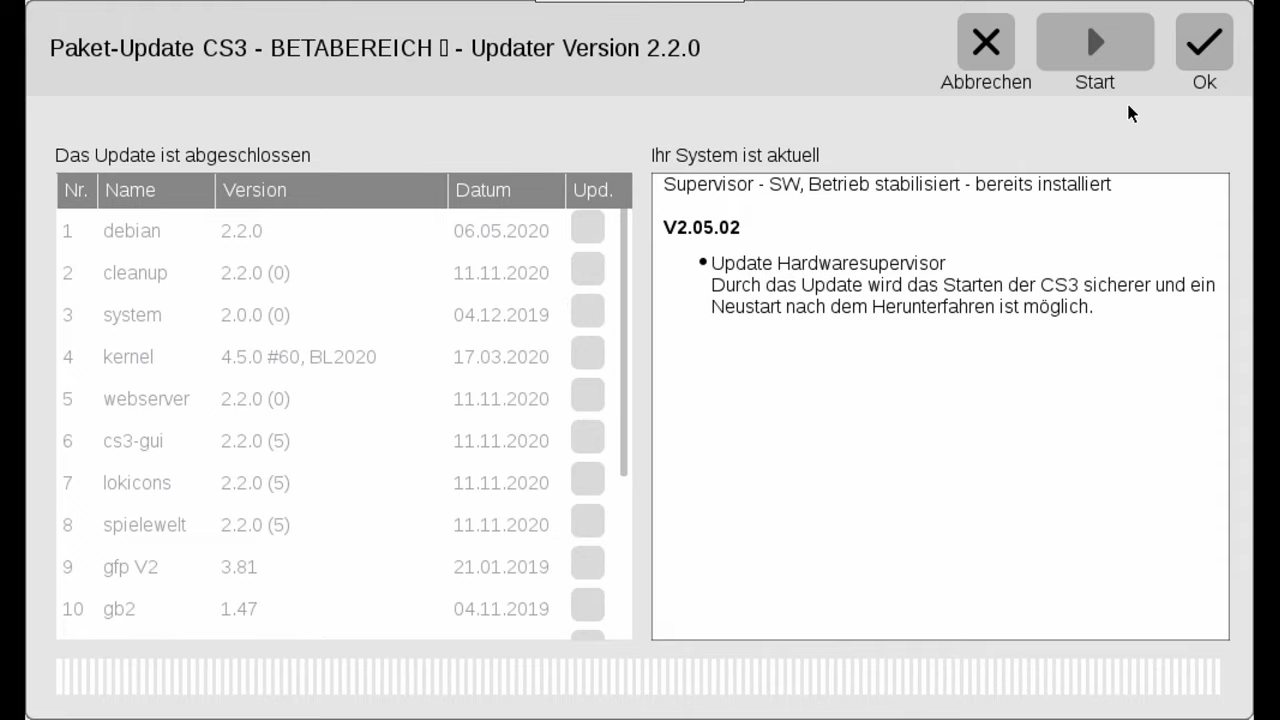 Paket-Update CS3 - BETABEREICH ▯ - Updater Version 2.2.0
Abbrechen
Start
Ok
Das Update ist abgeschlossen
Nr. Name Version Datum Upd.
1 debian 2.2.0 06.05.2020
2 cleanup 2.2.0 (0) 11.11.2020
3 system 2.0.0 (0) 04.12.2019
4 kernel 4.5.0 #60, BL2020 17.03.2020
5 webserver 2.2.0 (0) 11.11.2020
6 cs3-gui 2.2.0 (5) 11.11.2020
7 lokicons 2.2.0 (5) 11.11.2020
8 spielewelt 2.2.0 (5) 11.11.2020
9 gfp V2 3.81 21.01.2019
10 gb2 1.47 04.11.2019
Ihr System ist aktuell
Supervisor - SW, Betrieb stabilisiert - bereits installiert
V2.05.02
• Update Hardwaresupervisor
Durch das Update wird das Starten der CS3 sicherer und ein
Neustart nach dem Herunterfahren ist möglich.